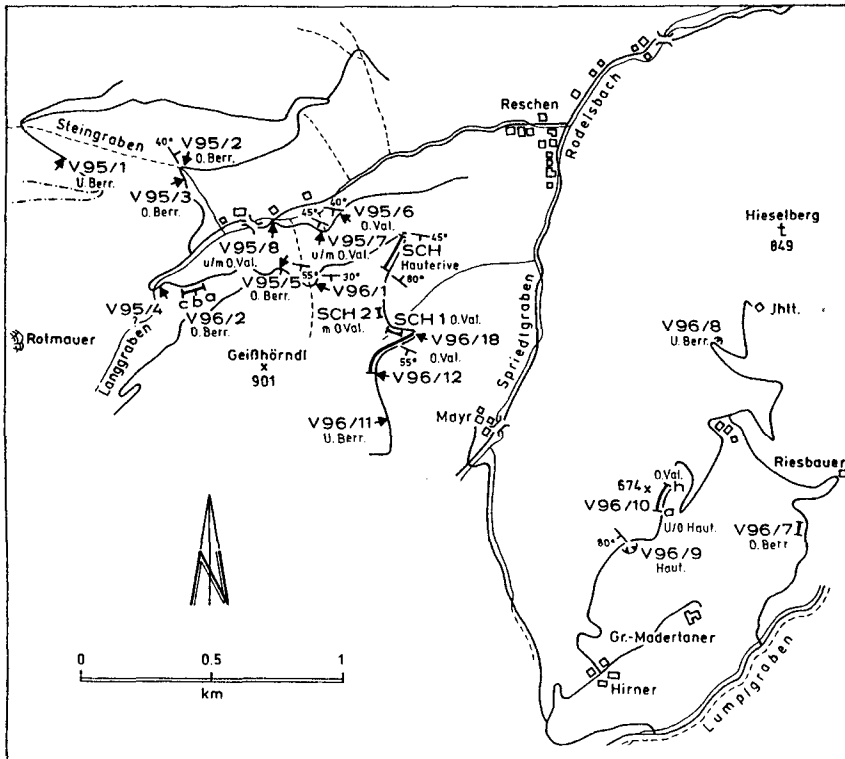 Reschen
Rodelsbach
Steingraben
40°
V95/2
O. Berr.
V95/1
U. Berr.
V95/3
O. Berr.
40°
45°
V95/6
O. Val.
V95/7
u/m O. Val.
V95/8
u/m O. Val.
SCH
Hauterive
45°
80°
Hieselberg
849
V95/5
O. Berr.
55°
30°
V96/1
V95/4
c b a
V96/2
O. Berr.
SCH 2
m O. Val.
SCH 1 O. Val.
V96/18
O. Val.
55°
V96/12
Rotmauer
Langgraben
Geißhörndl
x
901
Spriedlgraben
V96/8
U. Berr.
Jhlt.
V96/11
U. Berr.
Mayr
Riesbauer
O. Val.
674 x
h
V96/10
a
U/O Haut.
V96/7
O. Berr
80°
V96/9
Haut.
Gr.-Madertaner
Hirner
Lumplgraben
0 0.5 1
km